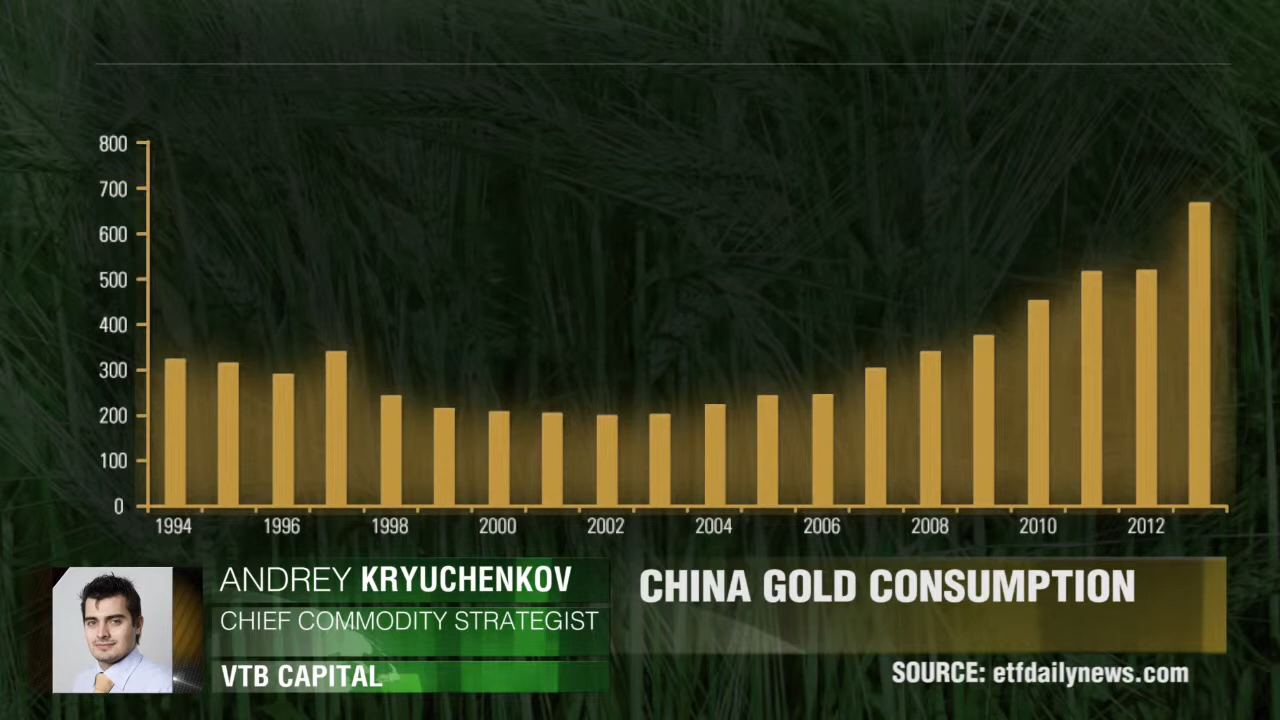 800
700
600
500
400
300
200
100
0
1994 1996 1998 2000 2002 2004 2006 2008 2010 2012
ANDREY KRYUCHENKOV
CHIEF COMMODITY STRATEGIST
VTB CAPITAL
CHINA GOLD CONSUMPTION
SOURCE: etfdailynews.com